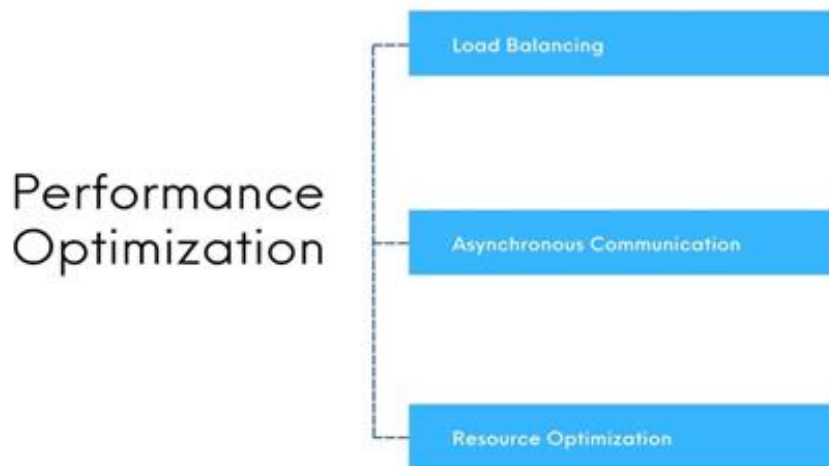 Performance
Optimization
Load Balancing
Asynchronous Communication
Resource Optimization